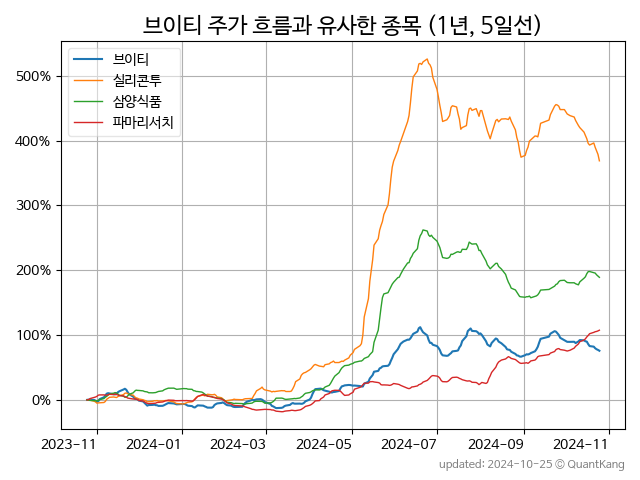 브이티 주가 흐름과 유사한 종목 (1년, 5일선)
브이티
실리콘투
삼양식품
파마리서치
500%
400%
300%
200%
100%
0%
2023-11 2024-01 2024-03 2024-05 2024-07 2024-09 2024-11
updated: 2024-10-25 © QuantKang